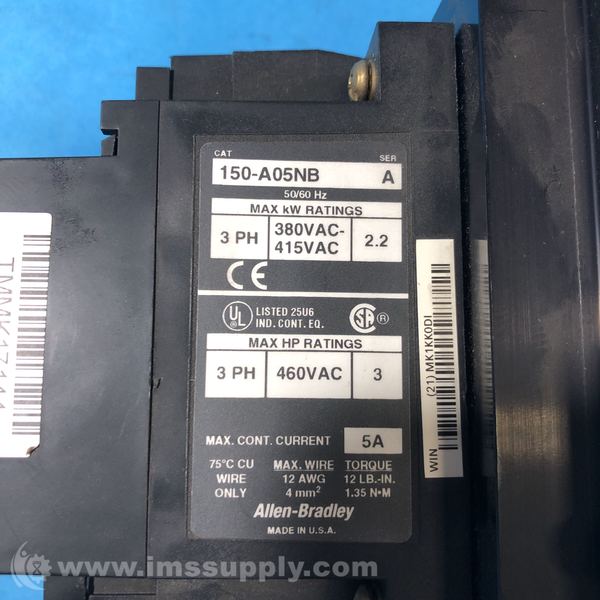 CAT SER
150-A05NB A
50/60 Hz
MAX kW RATINGS
3 PH 380VAC-415VAC 2.2
CE
UL LISTED 25U6
IND. CONT. EQ. SA ®
MAX HP RATINGS
3 PH 460VAC 3
MAX. CONT. CURRENT 5A
75°C CU MAX. WIRE TORQUE
WIRE 12 AWG 12 LB.-IN.
ONLY 4 mm² 1.35 N•M
Allen-Bradley
MADE IN U.S.A.
(21) MK1KK0DI
WIN
© www.imssupply.com